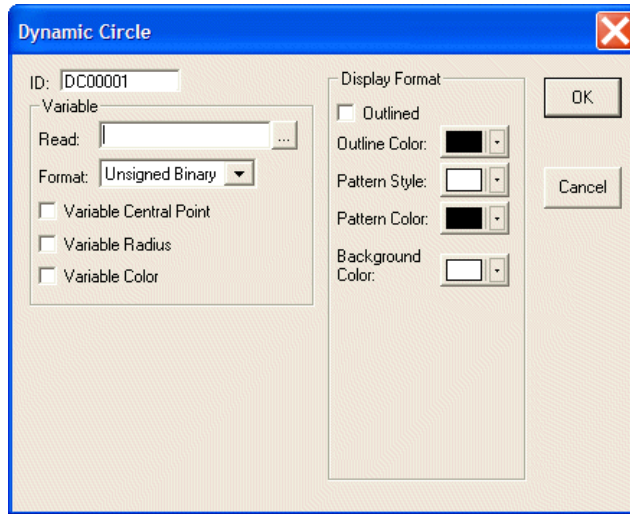 Dynamic Circle
ID: DC00001
Variable
Read: ...
Format: Unsigned Binary
Variable Central Point
Variable Radius
Variable Color
Display Format
Outlined
Outline Color:
Pattern Style:
Pattern Color:
Background
Color:
OK
Cancel